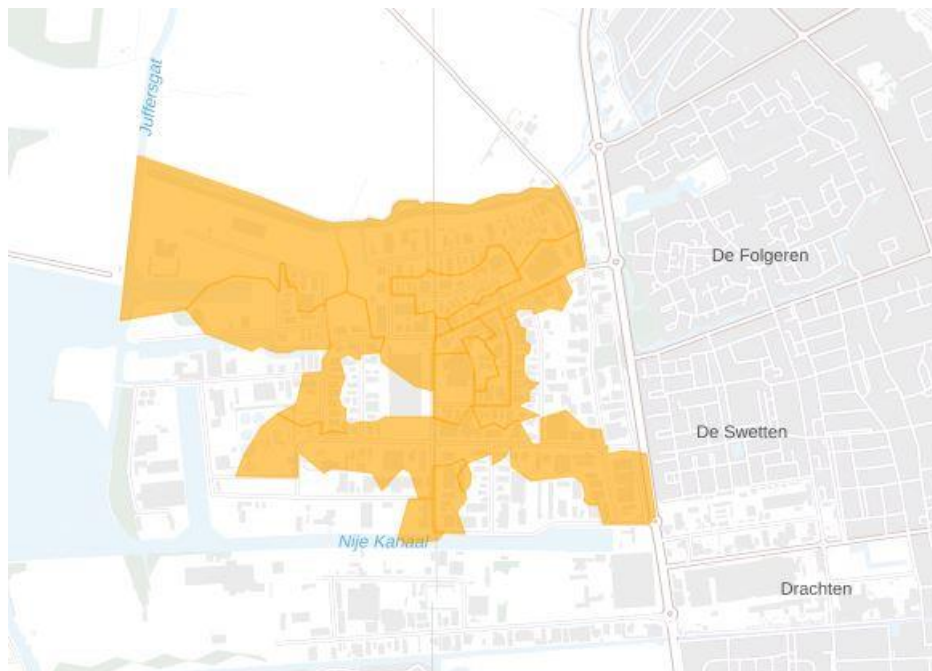 Juffersgat
De Folgeren
De Swetten
Nije Kanaal
Drachten